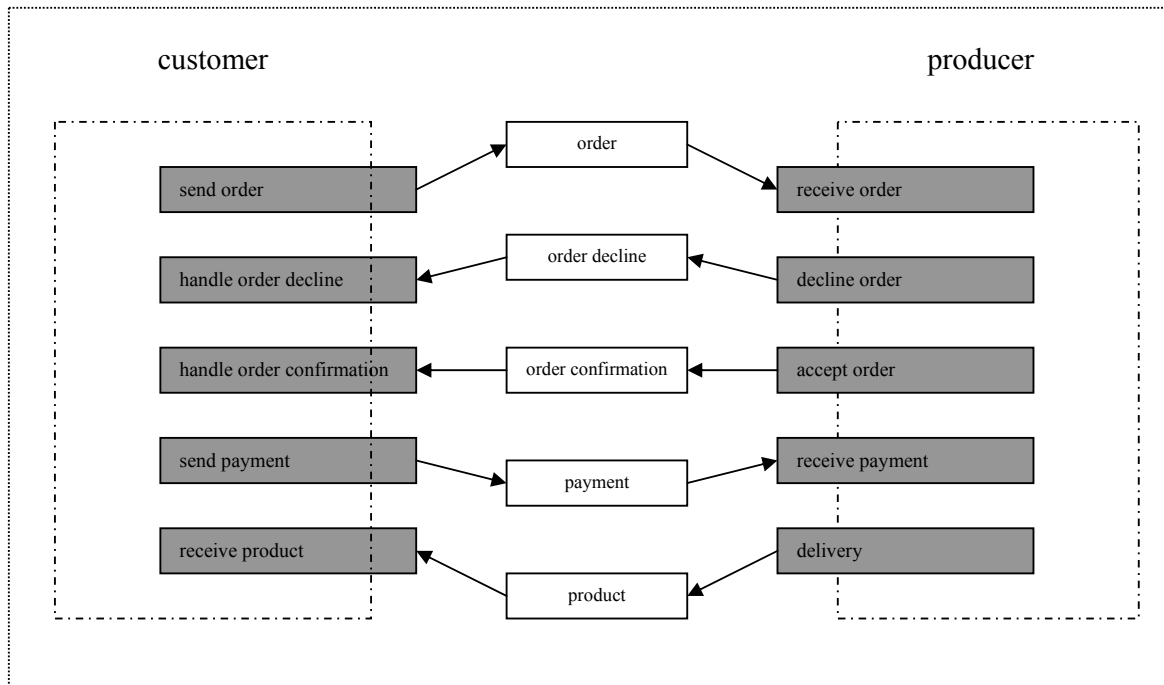 customer
producer
order
send order
receive order
order decline
handle order decline
decline order
handle order confirmation
order confirmation
accept order
send payment
receive payment
payment
receive product
delivery
product